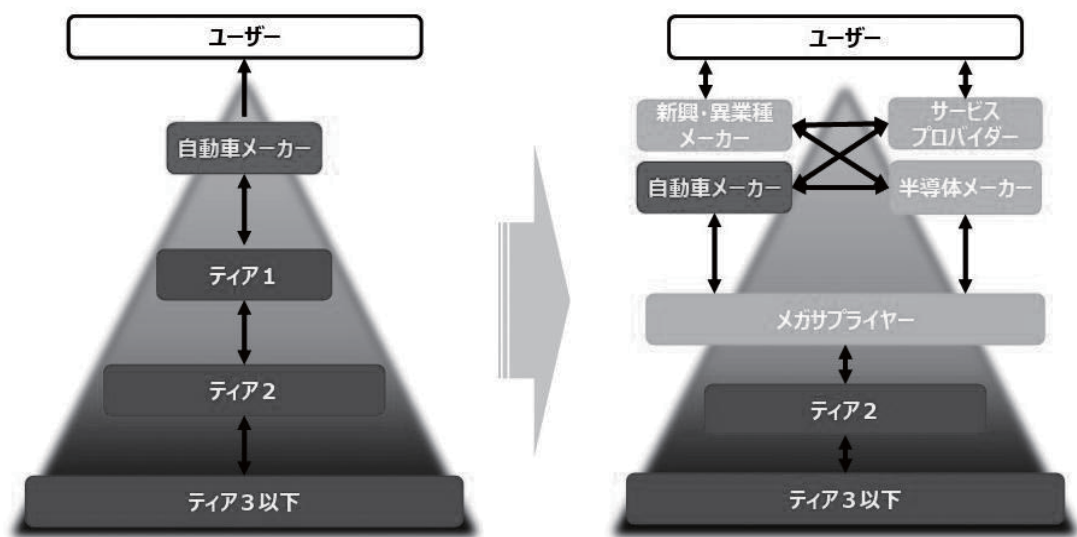 ユーザー
自動車メーカー
ティア1
ティア2
ティア3以下
ユーザー
新興・異業種
メーカー
サービス
プロバイダー
自動車メーカー
半導体メーカー
メガサプライヤー
ティア2
ティア3以下